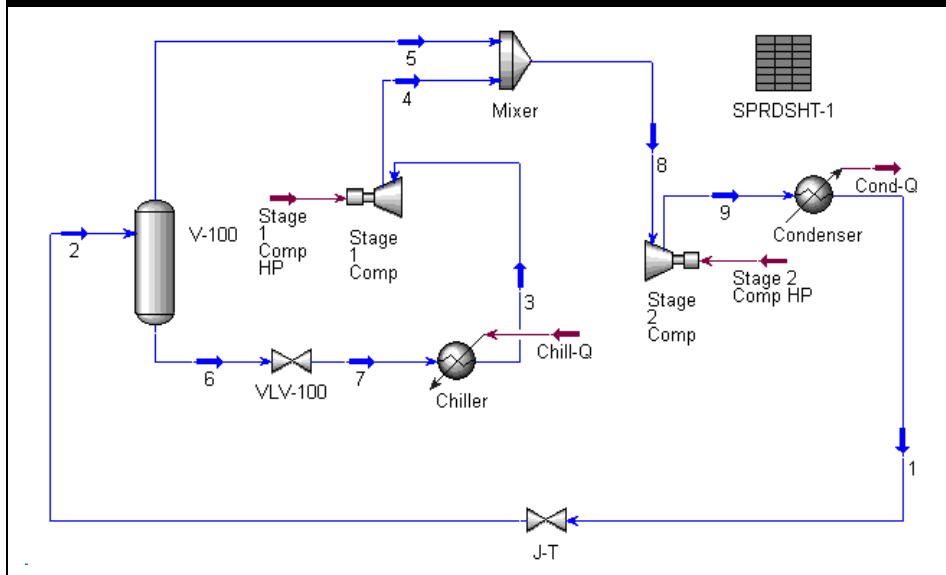 5
4
Mixer
SPRDSHT-1
8
Cond-Q
9
Condenser
2
V-100
Stage
1
Comp
HP
Stage
1
Comp
3
Stage
2
Comp
Stage 2
Comp HP
6
VLV-100
7
Chill-Q
Chiller
1
J-T